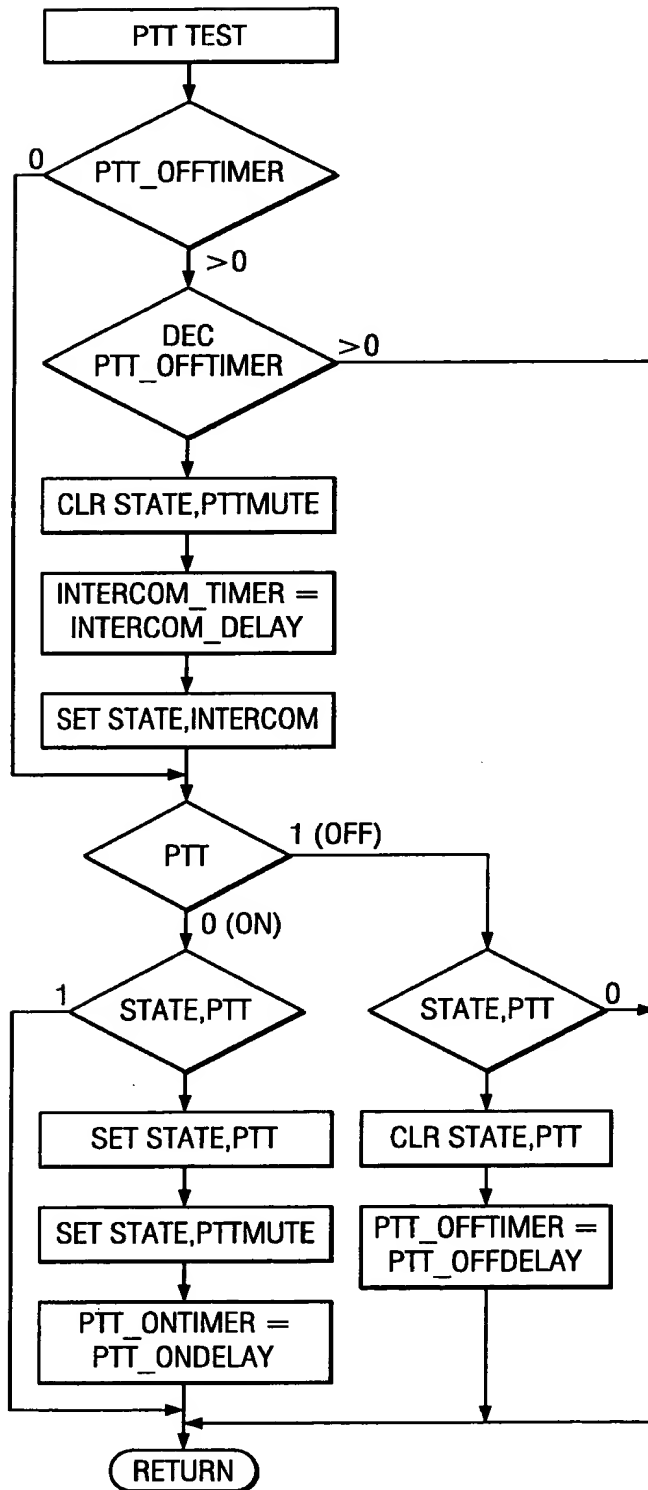 PTT TEST
0
PTT_OFFTIMER
>0
DEC
PTT_OFFTIMER
>0
CLR STATE,PTTMUTE
INTERCOM_TIMER =
INTERCOM_DELAY
SET STATE,INTERCOM
PTT
1 (OFF)
0 (ON)
1
STATE,PTT
STATE,PTT
0
SET STATE,PTT
CLR STATE,PTT
SET STATE,PTTMUTE
PTT_OFFTIMER =
PTT_OFFDELAY
PTT_ONTIMER =
PTT_ONDELAY
RETURN